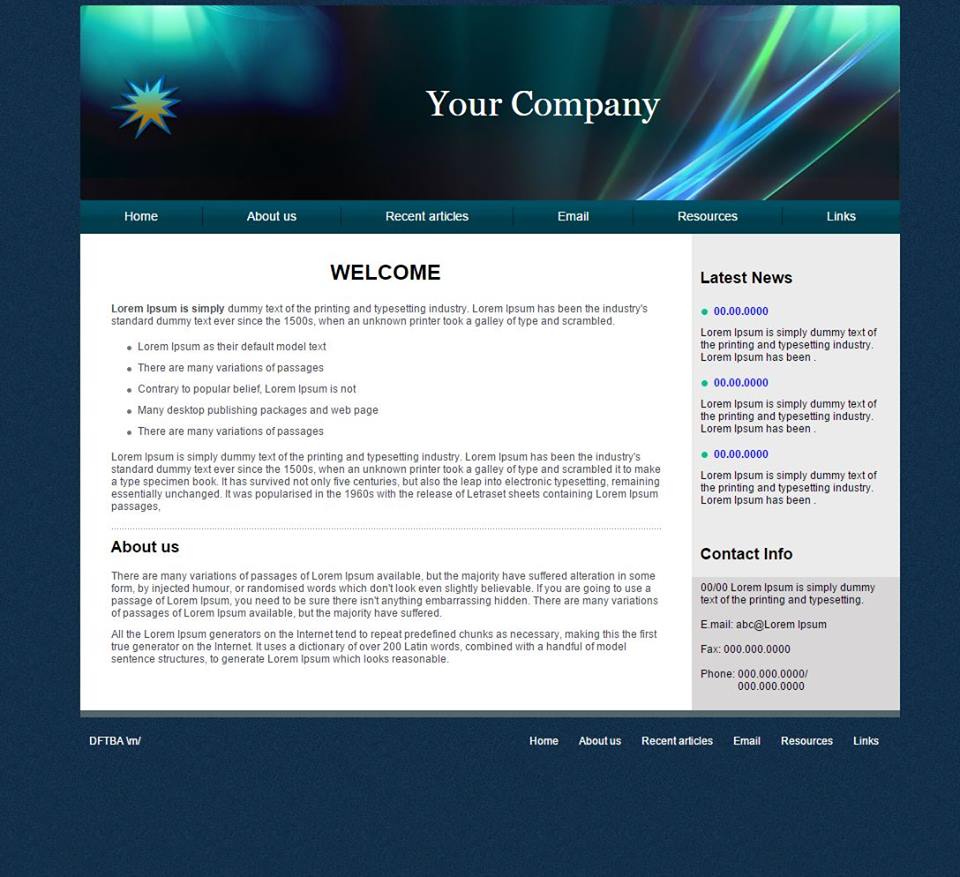 Your Company
Home About us Recent articles Email Resources Links
WELCOME
Lorem Ipsum is simply dummy text of the printing and typesetting industry. Lorem Ipsum has been the industry's
standard dummy text ever since the 1500s, when an unknown printer took a galley of type and scrambled.
Lorem Ipsum as their default model text
There are many variations of passages
Contrary to popular belief, Lorem Ipsum is not
Many desktop publishing packages and web page
There are many variations of passages
Lorem Ipsum is simply dummy text of the printing and typesetting industry. Lorem Ipsum has been the industry's
standard dummy text ever since the 1500s, when an unknown printer took a galley of type and scrambled it to make
a type specimen book. It has survived not only five centuries, but also the leap into electronic typesetting, remaining
essentially unchanged. It was popularised in the 1960s with the release of Letraset sheets containing Lorem Ipsum
passages,
About us
There are many variations of passages of Lorem Ipsum available, but the majority have suffered alteration in some
form, by injected humour, or randomised words which don't look even slightly believable. If you are going to use a
passage of Lorem Ipsum, you need to be sure there isn't anything embarrassing hidden. There are many variations
of passages of Lorem Ipsum available, but the majority have suffered.
All the Lorem Ipsum generators on the Internet tend to repeat predefined chunks as necessary, making this the first
true generator on the Internet. It uses a dictionary of over 200 Latin words, combined with a handful of model
sentence structures, to generate Lorem Ipsum which looks reasonable.
Latest News
00.00.0000
Lorem Ipsum is simply dummy text of
the printing and typesetting industry.
Lorem Ipsum has been .
00.00.0000
Lorem Ipsum is simply dummy text of
the printing and typesetting industry.
Lorem Ipsum has been .
00.00.0000
Lorem Ipsum is simply dummy text of
the printing and typesetting industry.
Lorem Ipsum has been .
Contact Info
00/00 Lorem Ipsum is simply dummy
text of the printing and typesetting.
E.mail: abc@Lorem Ipsum
Fax: 000.000.0000
Phone: 000.000.0000/
000.000.0000
DFTBA \m/
Home About us Recent articles Email Resources Links